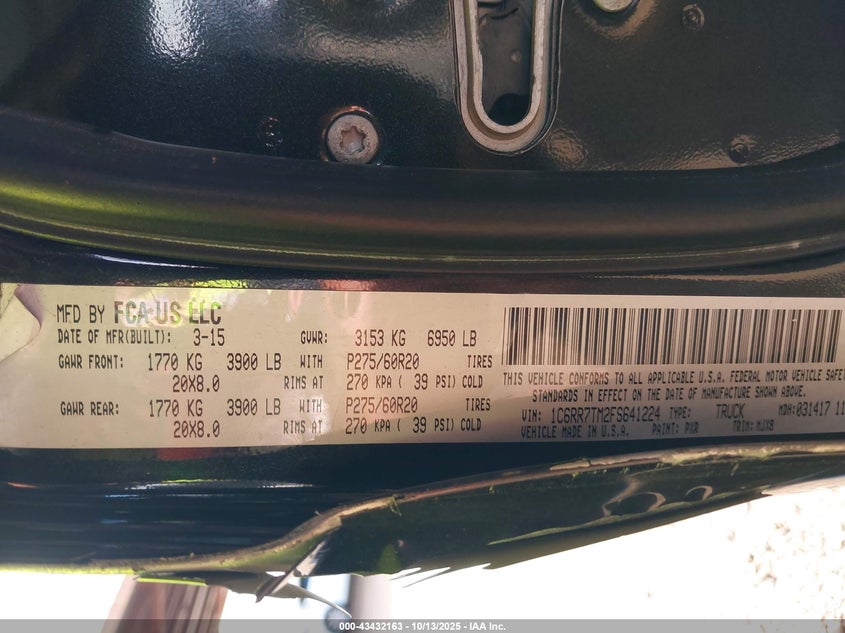 MFD BY FCA US LLC
DATE OF MFR(BUILT): 3-15 GVWR: 3153 KG 6950 LB
GAWR FRONT: 1770 KG 3900 LB WITH P275/60R20 TIRES
20X8.0 RIMS AT 270 KPA ( 39 PSI) COLD
GAWR REAR: 1770 KG 3900 LB WITH P275/60R20 TIRES
20X8.0 RIMS AT 270 KPA ( 39 PSI) COLD
THIS VEHICLE CONFORMS TO ALL APPLICABLE U.S.A. FEDERAL MOTOR VEHICLE SAFET
STANDARDS IN EFFECT ON THE DATE OF MANUFACTURE SHOWN ABOVE.
VIN: 1C6RR7TM2FS641224 TYPE: TRUCK MDH: 031417 11
VEHICLE MADE IN U.S.A. PAINT: PXR TRIM: MJX8
000-43432163 - 10/13/2025 - IAA Inc.